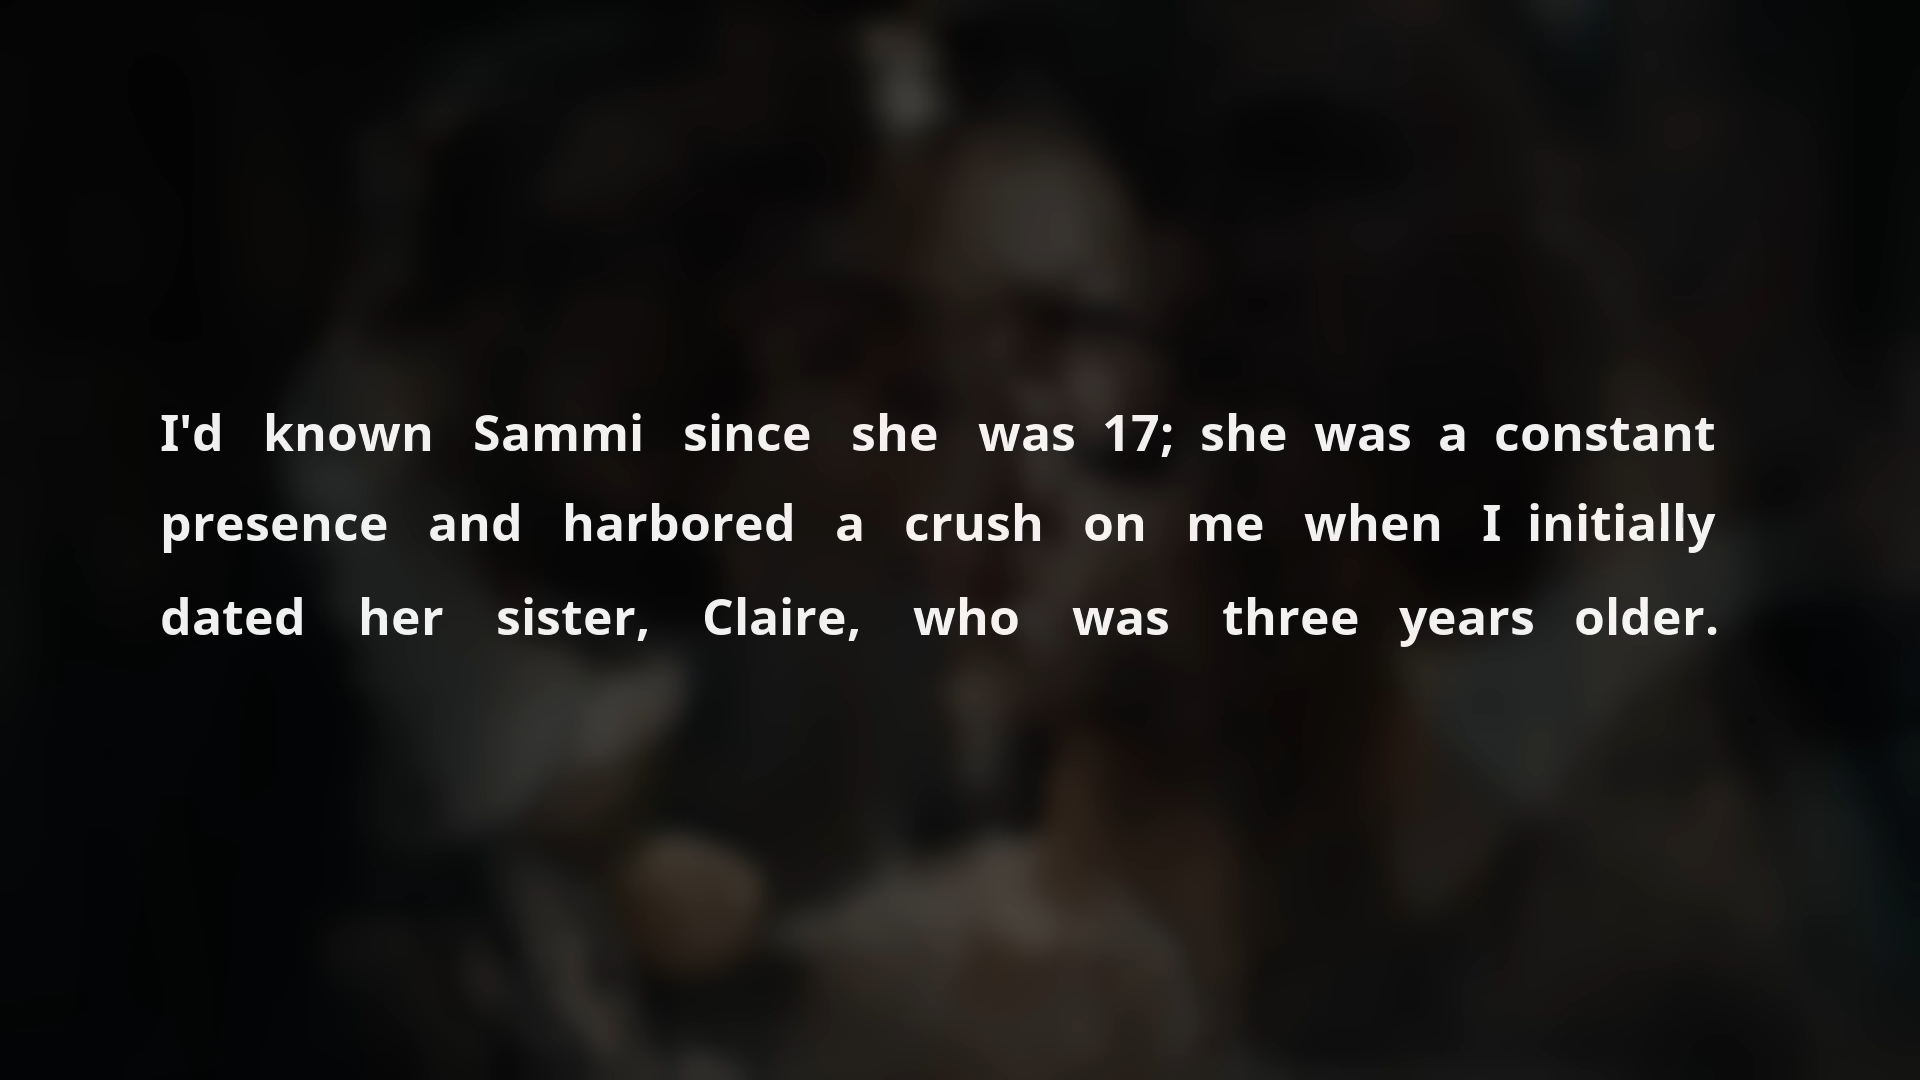 I'd known Sammi since she was 17; she was a constant
presence and harbored a crush on me when I initially
dated her sister, Claire, who was three years older.